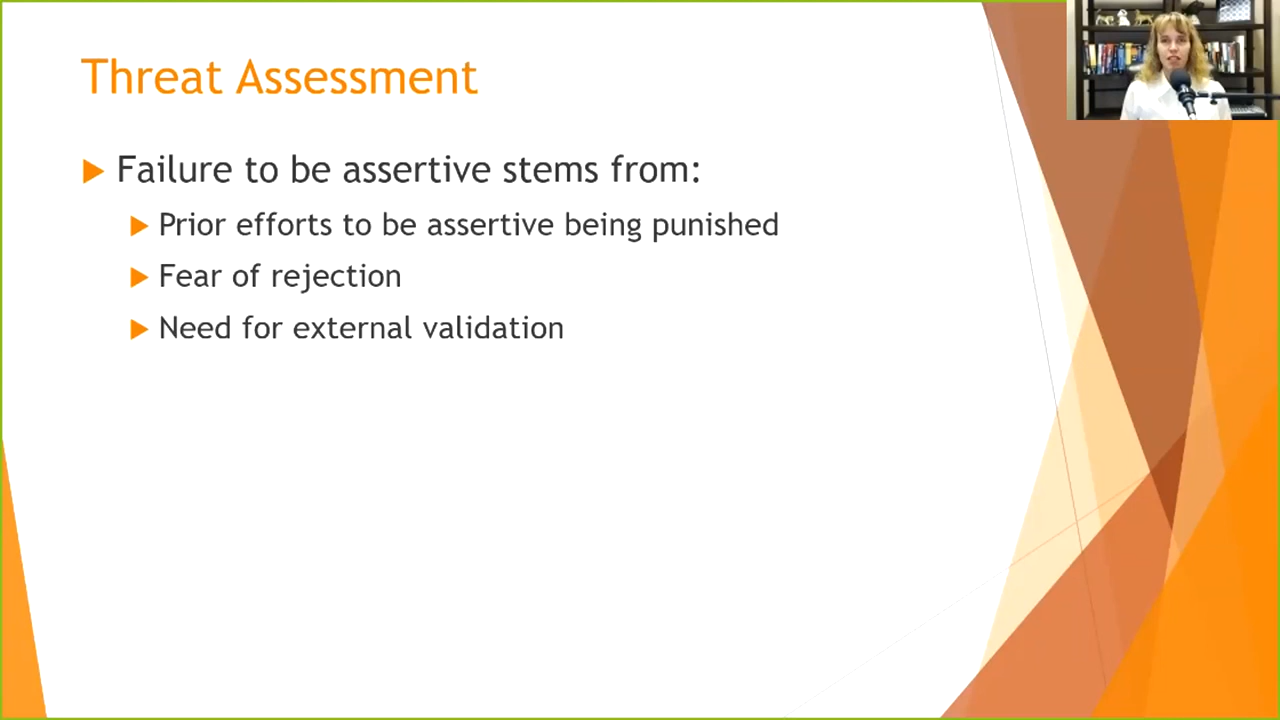 Threat Assessment
Failure to be assertive stems from:
Prior efforts to be assertive being punished
Fear of rejection
Need for external validation